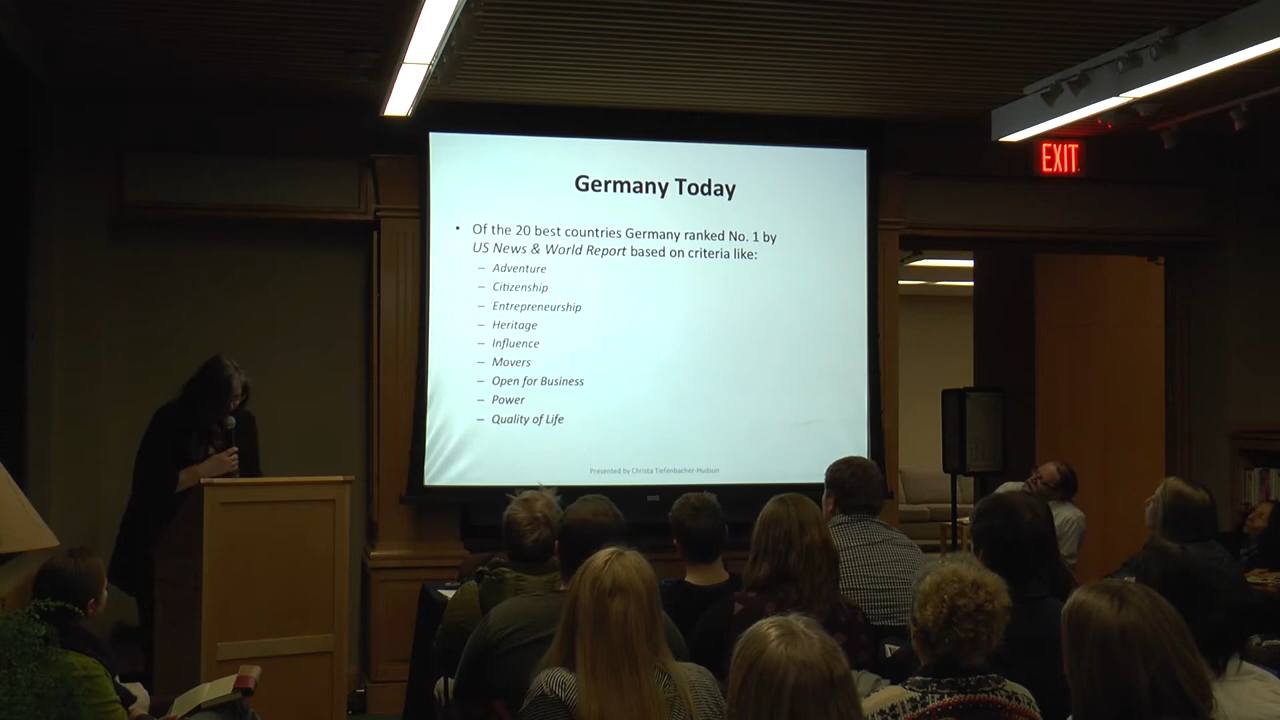 Germany Today
• Of the 20 best countries Germany ranked No. 1 by
US News & World Report based on criteria like:
– Adventure
– Citizenship
– Entrepreneurship
– Heritage
– Influence
– Movers
– Open for Business
– Power
– Quality of Life
Presented by Christa Tiefenbacher-Hudson
EXIT